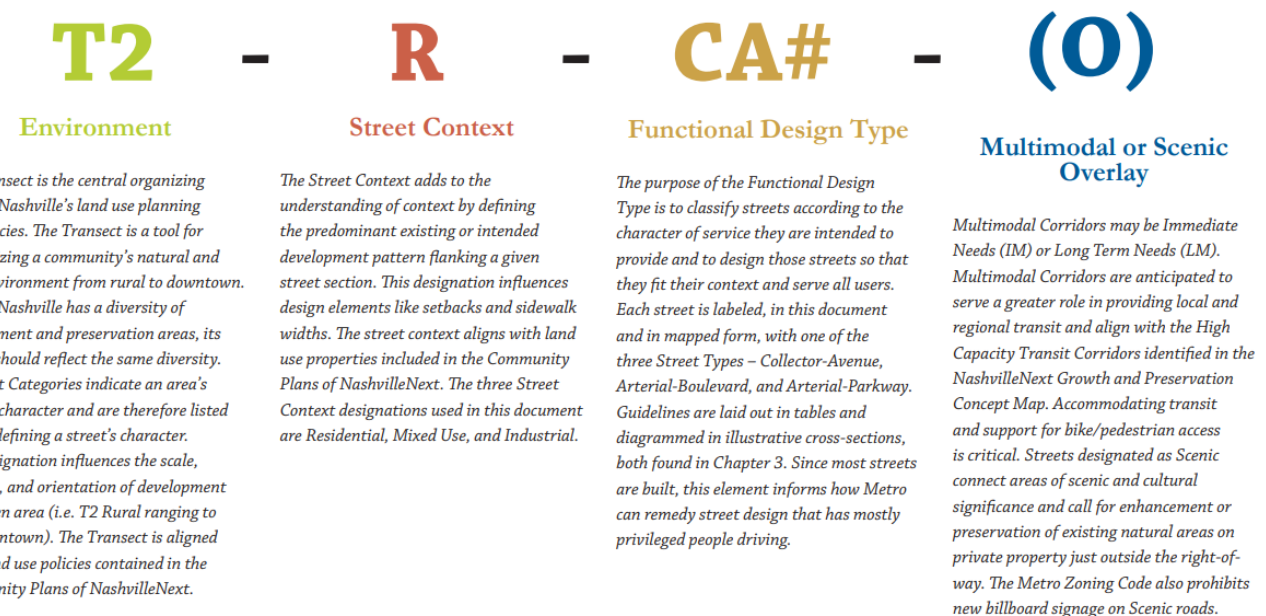 T2 - R - CA# - (O)
Environment
nsect is the central organizing
Nashville's land use planning
cies. The Transect is a tool for
zing a community's natural and
vironment from rural to downtown.
Nashville has a diversity of
ment and preservation areas, its
hould reflect the same diversity.
t Categories indicate an area's
character and are therefore listed
defining a street's character.
ignation influences the scale,
, and orientation of development
n area (i.e. T2 Rural ranging to
ntown). The Transect is aligned
d use policies contained in the
nity Plans of NashvilleNext.
Street Context
The Street Context adds to the
understanding of context by defining
the predominant existing or intended
development pattern flanking a given
street section. This designation influences
design elements like setbacks and sidewalk
widths. The street context aligns with land
use properties included in the Community
Plans of NashvilleNext. The three Street
Context designations used in this document
are Residential, Mixed Use, and Industrial.
Functional Design Type
The purpose of the Functional Design
Type is to classify streets according to the
character of service they are intended to
provide and to design those streets so that
they fit their context and serve all users.
Each street is labeled, in this document
and in mapped form, with one of the
three Street Types – Collector-Avenue,
Arterial-Boulevard, and Arterial-Parkway.
Guidelines are laid out in tables and
diagrammed in illustrative cross-sections,
both found in Chapter 3. Since most streets
are built, this element informs how Metro
can remedy street design that has mostly
privileged people driving.
Multimodal or Scenic
Overlay
Multimodal Corridors may be Immediate
Needs (IM) or Long Term Needs (LM).
Multimodal Corridors are anticipated to
serve a greater role in providing local and
regional transit and align with the High
Capacity Transit Corridors identified in the
NashvilleNext Growth and Preservation
Concept Map. Accommodating transit
and support for bike/pedestrian access
is critical. Streets designated as Scenic
connect areas of scenic and cultural
significance and call for enhancement or
preservation of existing natural areas on
private property just outside the right-of-
way. The Metro Zoning Code also prohibits
new billboard signage on Scenic roads.